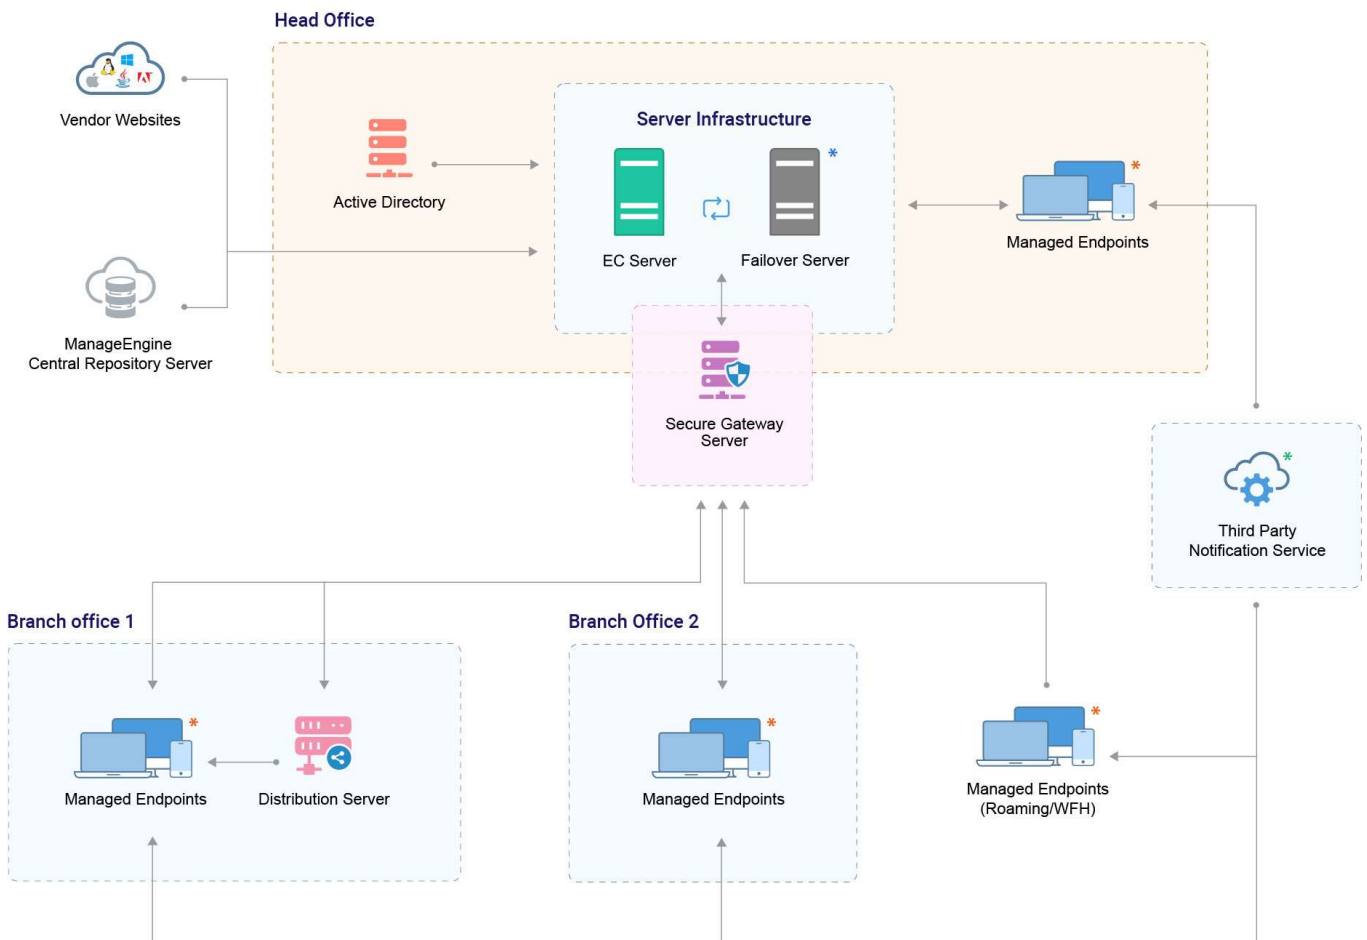 Head Office
Vendor Websites
Server Infrastructure
*
*
Active Directory
EC Server
Failover Server
Managed Endpoints
ManageEngine
Central Repository Server
Secure Gateway
Server
*
Third Party
Notification Service
Branch office 1
Branch Office 2
*
*
*
Managed Endpoints
Distribution Server
Managed Endpoints
Managed Endpoints
(Roaming/WFH)